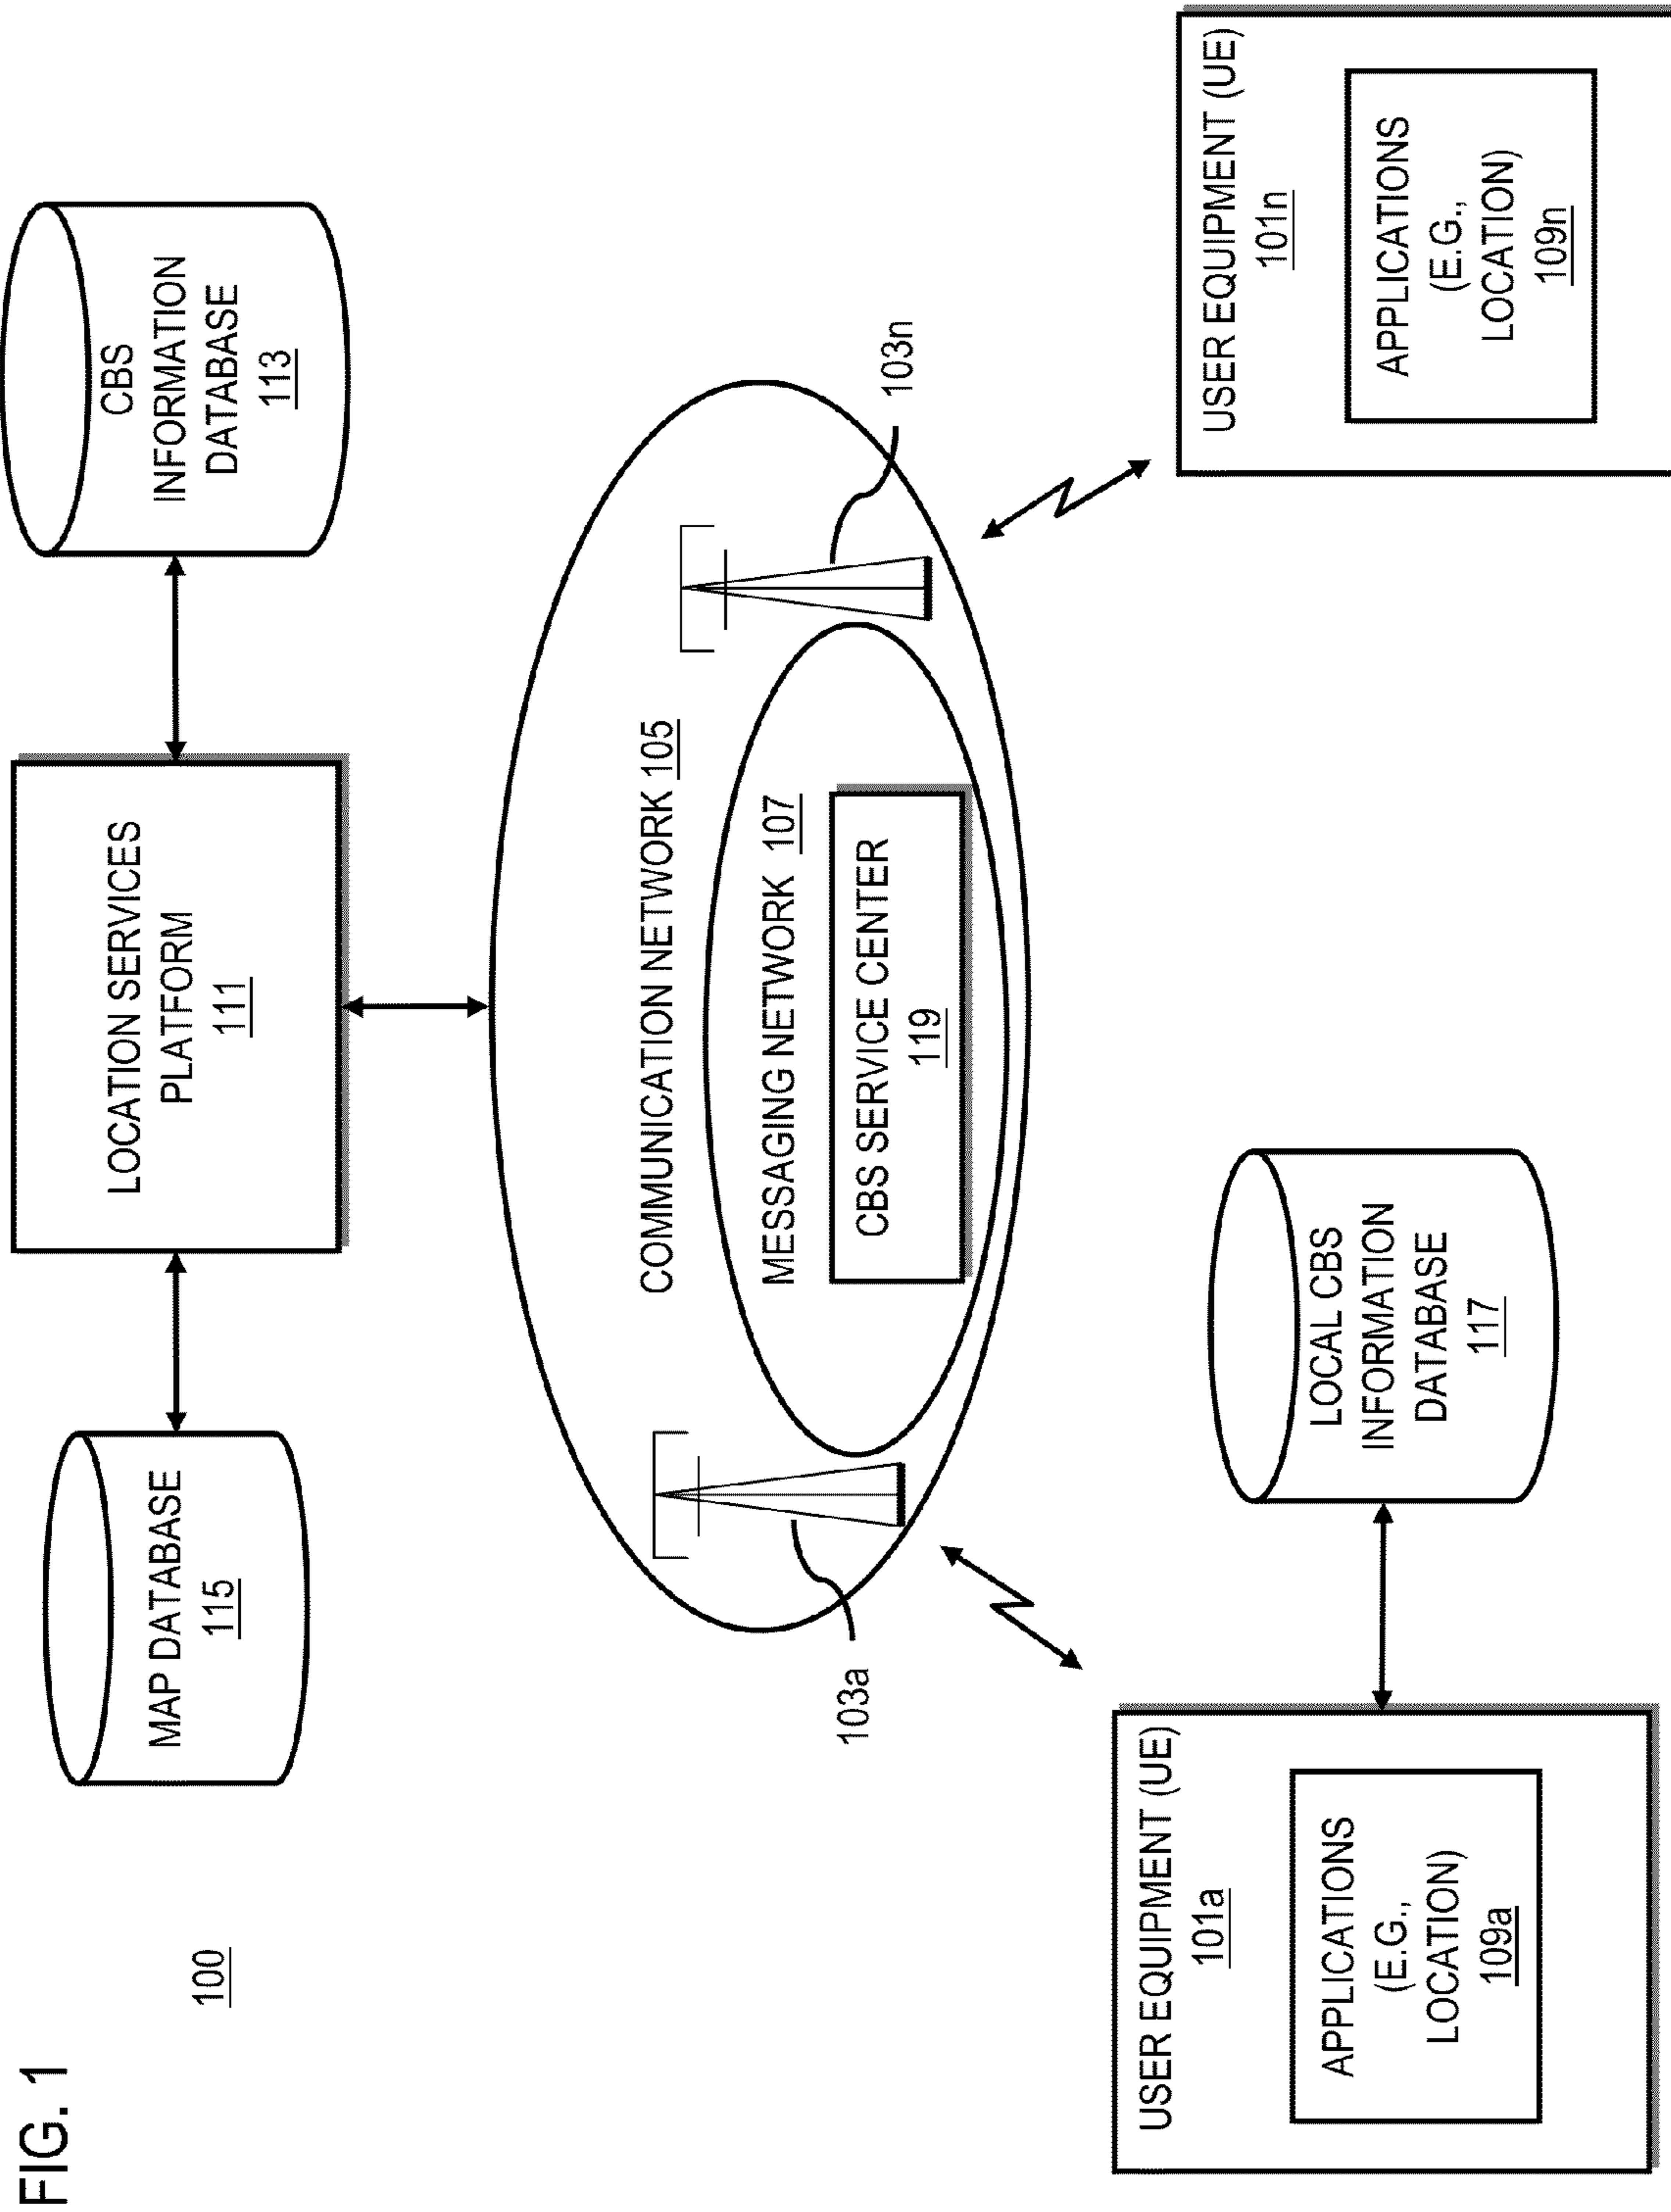 FIG. 1
100
MAP DATABASE
115
LOCATION SERVICES
PLATFORM
111
CBS
INFORMATION
DATABASE
113
COMMUNICATION NETWORK 105
MESSAGING NETWORK 107
CBS SERVICE CENTER
119
103a
103n
USER EQUIPMENT (UE)
101a
APPLICATIONS
(E.G.,
LOCATION)
109a
LOCAL CBS
INFORMATION
DATABASE
117
USER EQUIPMENT (UE)
101n
APPLICATIONS
(E.G.,
LOCATION)
109n